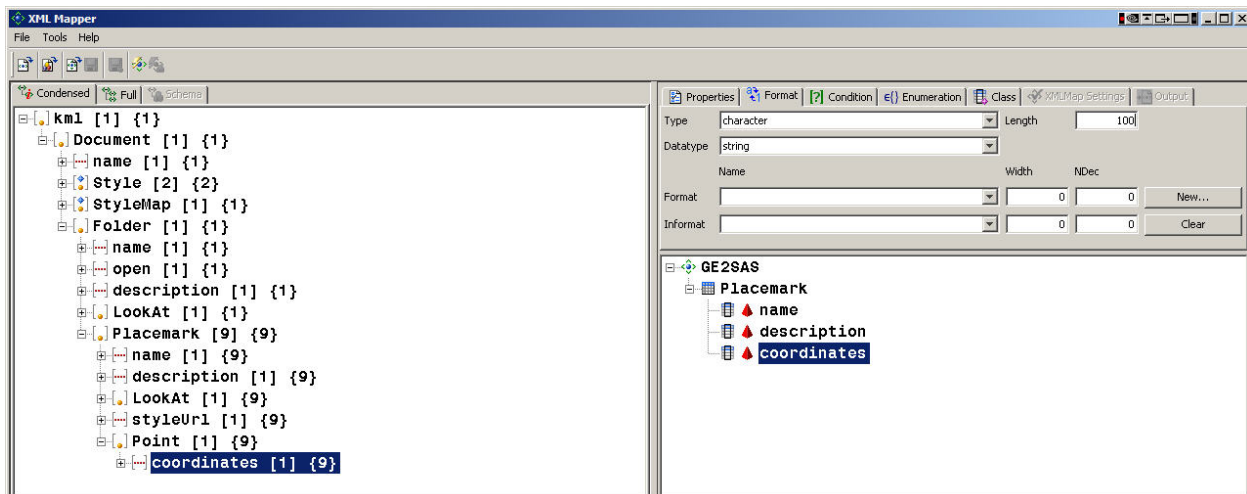 XML Mapper
File Tools Help
Condensed Full Schema
kml [1] {1}
Document [1] {1}
name [1] {1}
Style [2] {2}
StyleMap [1] {1}
Folder [1] {1}
name [1] {1}
open [1] {1}
description [1] {1}
LookAt [1] {1}
Placemark [9] {9}
name [1] {9}
description [1] {9}
LookAt [1] {9}
styleUrl [1] {9}
Point [1] {9}
coordinates [1] {9}
Properties Format [?] Condition ∈{} Enumeration Class XMLMap Settings Output
Type character Length 100
Datatype string
Name Width NDec
Format 0 0 New...
Informat 0 0 Clear
GE2SAS
Placemark
name
description
coordinates